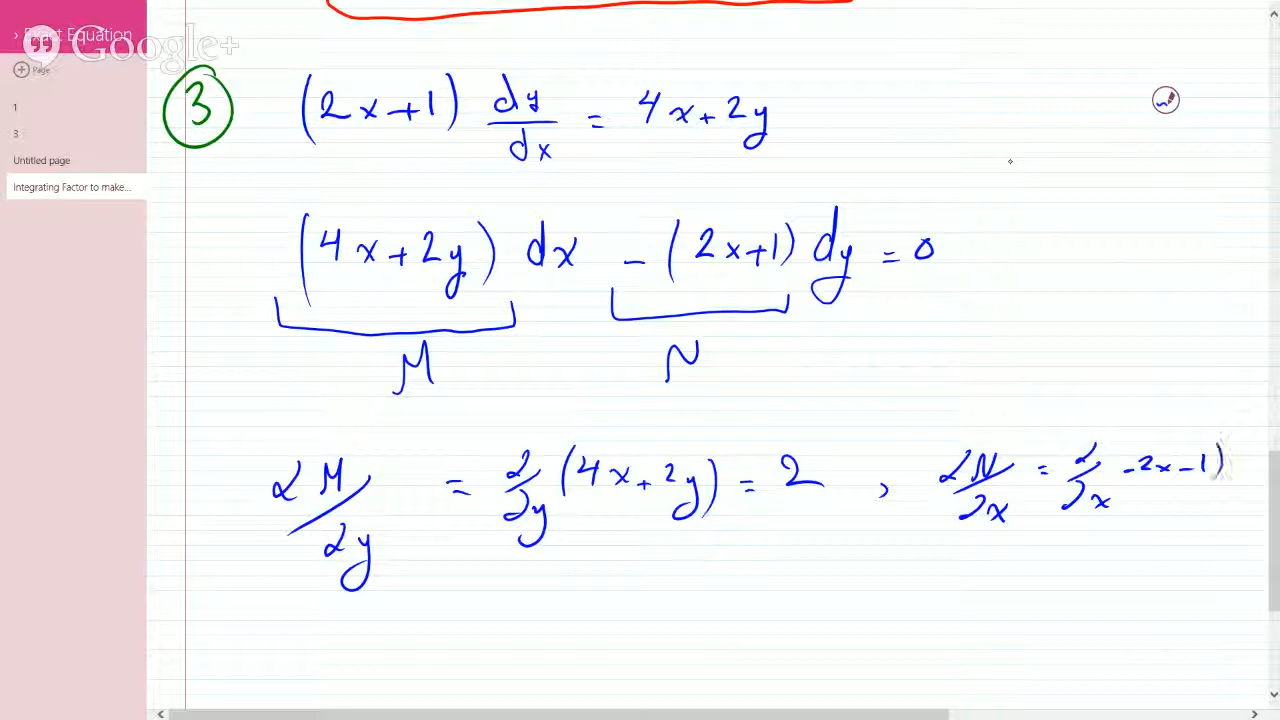 › Exact Equation
Google+
Page
1
3
Untitled page
Integrating Factor to make...
3 (2x+1) dy/dx = 4x+2y
(4x+2y) dx - (2x+1) dy = 0
M N
∂M/∂y = ∂/∂y (4x+2y) = 2 , ∂N/∂x = ∂/∂x -2x-1)